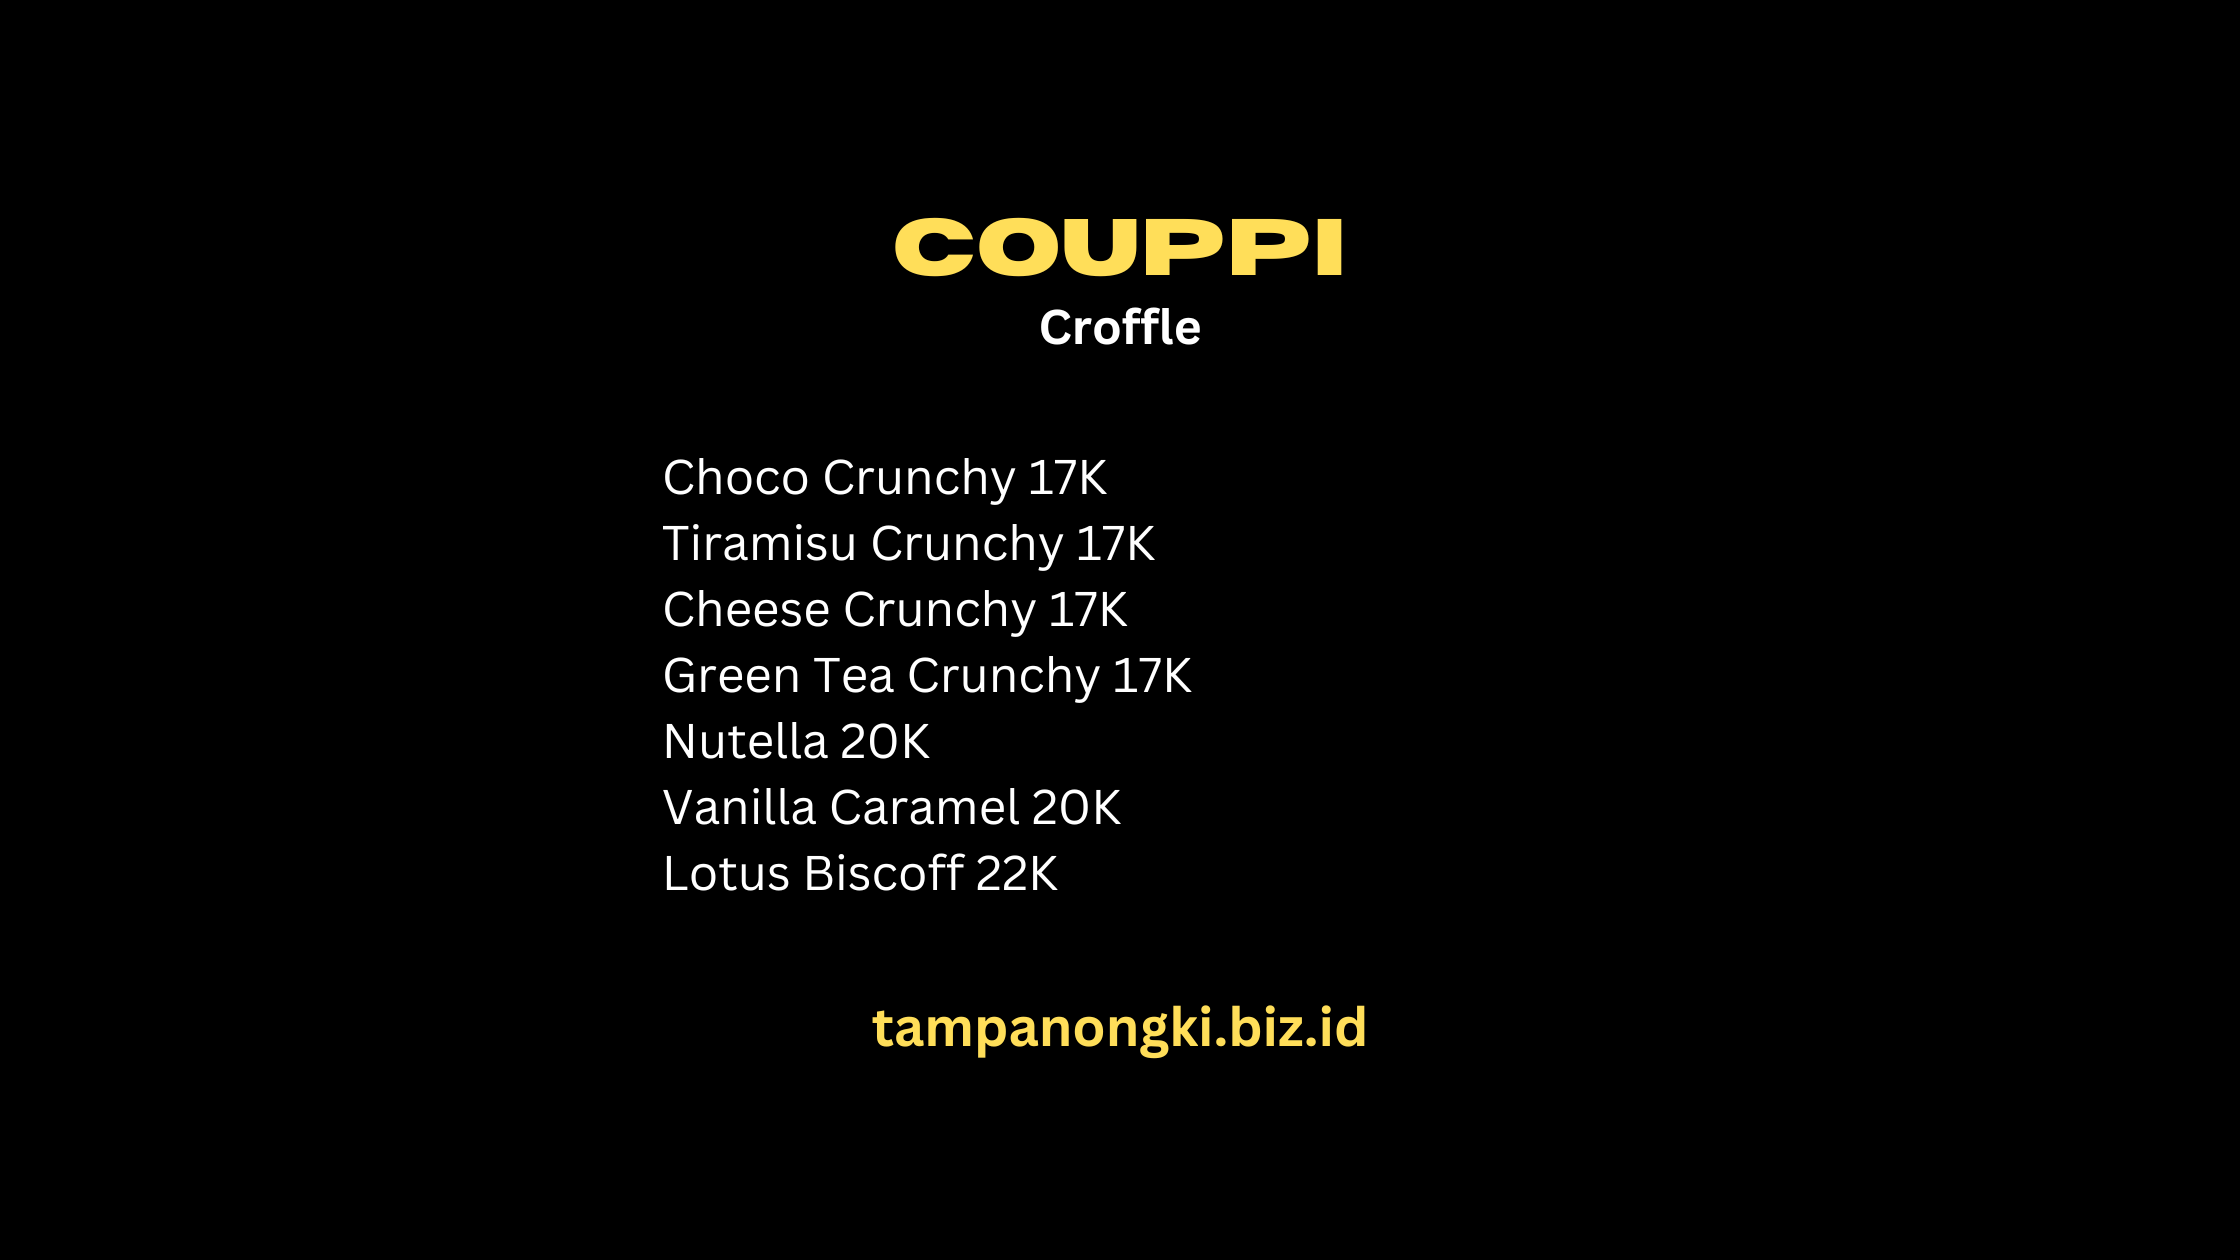 COUPPI
Croffle
Choco Crunchy 17K
Tiramisu Crunchy 17K
Cheese Crunchy 17K
Green Tea Crunchy 17K
Nutella 20K
Vanilla Caramel 20K
Lotus Biscoff 22K
tampanongki.biz.id